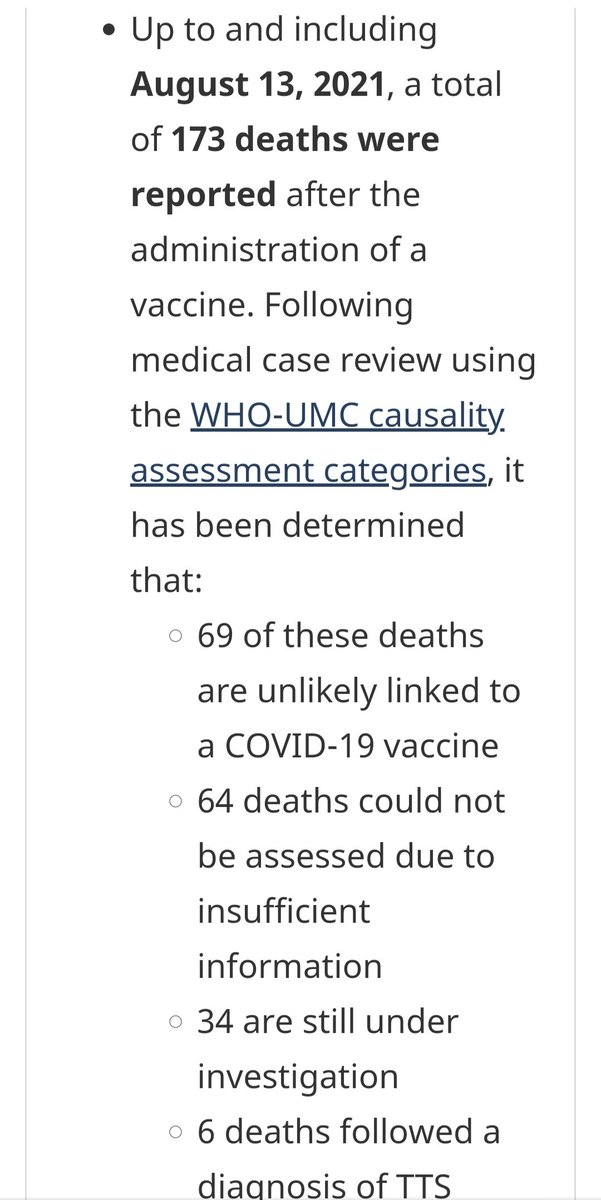 Up to and including
August 13, 2021, a total
of 173 deaths were
reported after the
administration of a
vaccine. Following
medical case review using
the WHO-UMC causality
assessment categories, it
has been determined
that:
69 of these deaths
are unlikely linked to
a COVID-19 vaccine
64 deaths could not
be assessed due to
insufficient
information
34 are still under
investigation
6 deaths followed a
diagnosis of TTS